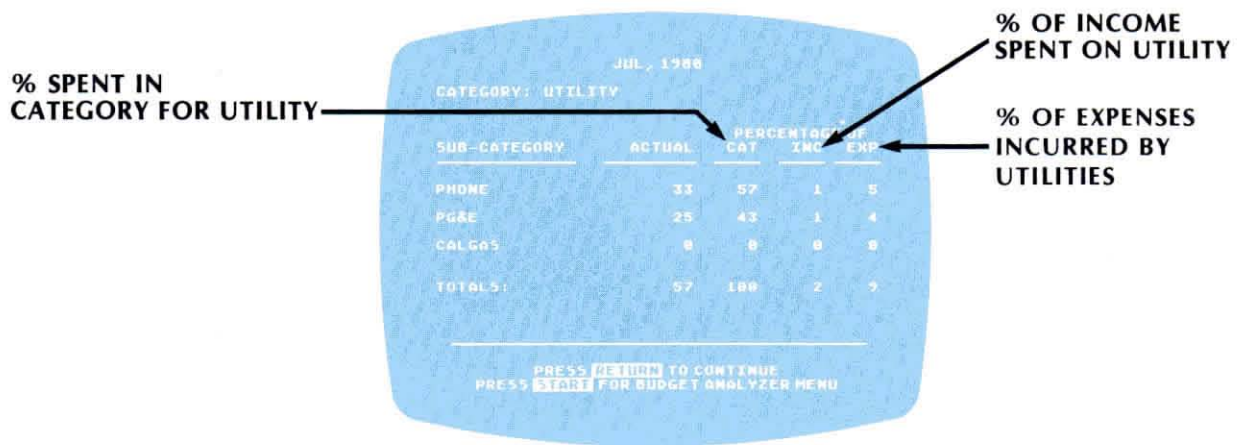 % OF INCOME
SPENT ON UTILITY
% SPENT IN
CATEGORY FOR UTILITY
% OF EXPENSES
INCURRED BY
UTILITIES
JUL, 1980
CATEGORY: UTILITY
PERCENTAGE OF
SUB-CATEGORY ACTUAL CAT INC EXP
PHONE 33 57 1 5
PG&E 25 43 1 4
CALGAS 0 0 0 0
TOTALS: 57 100 2 9
PRESS RETURN TO CONTINUE
PRESS START FOR BUDGET ANALYZER MENU